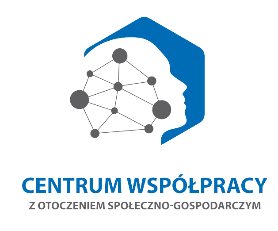 CENTRUM WSPÓŁPRACY
Z OTOCZENIEM SPOŁECZNO-GOSPODARCZYM